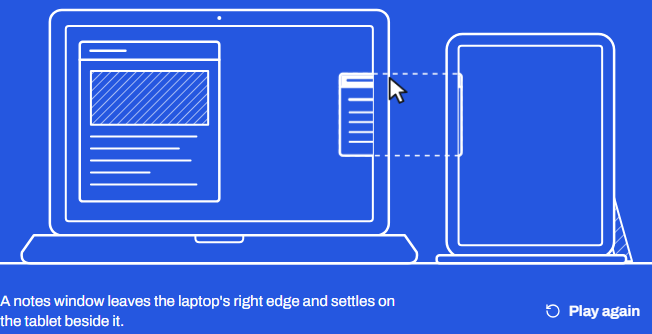 A notes window leaves the laptop's right edge and settles on
the tablet beside it.
Play again